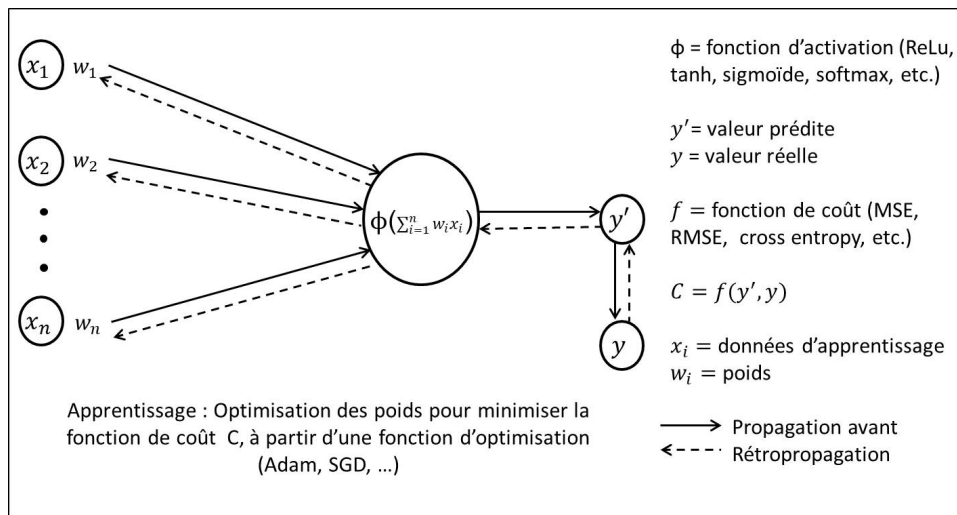 x₁ w₁
x₂ w₂
xₙ wₙ
ϕ(∑ⁿᵢ₌₁ wᵢxᵢ)
y′
y
ϕ = fonction d’activation (ReLu,
tanh, sigmoïde, softmax, etc.)
y′= valeur prédite
y = valeur réelle
f = fonction de coût (MSE,
RMSE, cross entropy, etc.)
C = f(y′, y)
xᵢ = données d’apprentissage
wᵢ = poids
Propagation avant
Rétropropagation
Apprentissage : Optimisation des poids pour minimiser la
fonction de coût C, à partir d’une fonction d’optimisation
(Adam, SGD, ...)